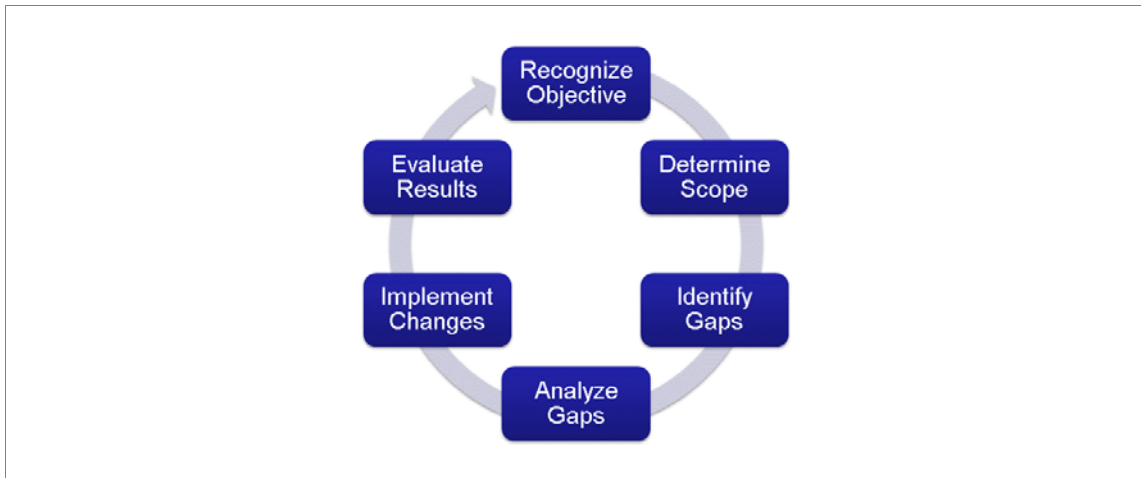 Recognize
Objective
Determine
Scope
Identify
Gaps
Analyze
Gaps
Implement
Changes
Evaluate
Results